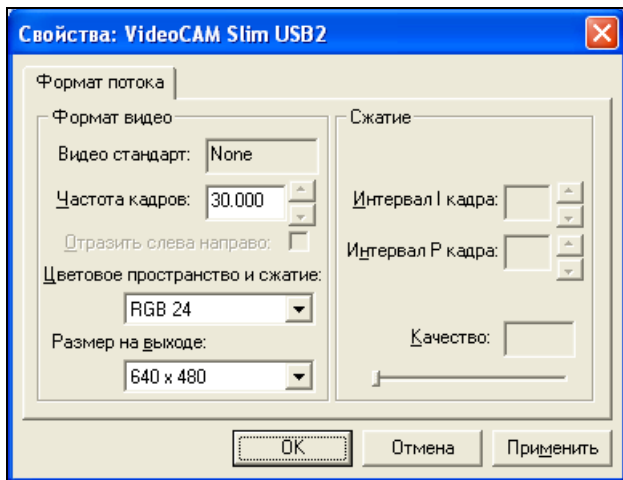 Свойства: VideoCAM Slim USB2
Формат потока
Формат видео
Видео стандарт: None
Частота кадров: 30.000
Отразить слева направо:
Цветовое пространство и сжатие:
RGB 24
Размер на выходе:
640 x 480
Сжатие
Интервал I кадра:
Интервал P кадра:
Качество:
OK Отмена Применить